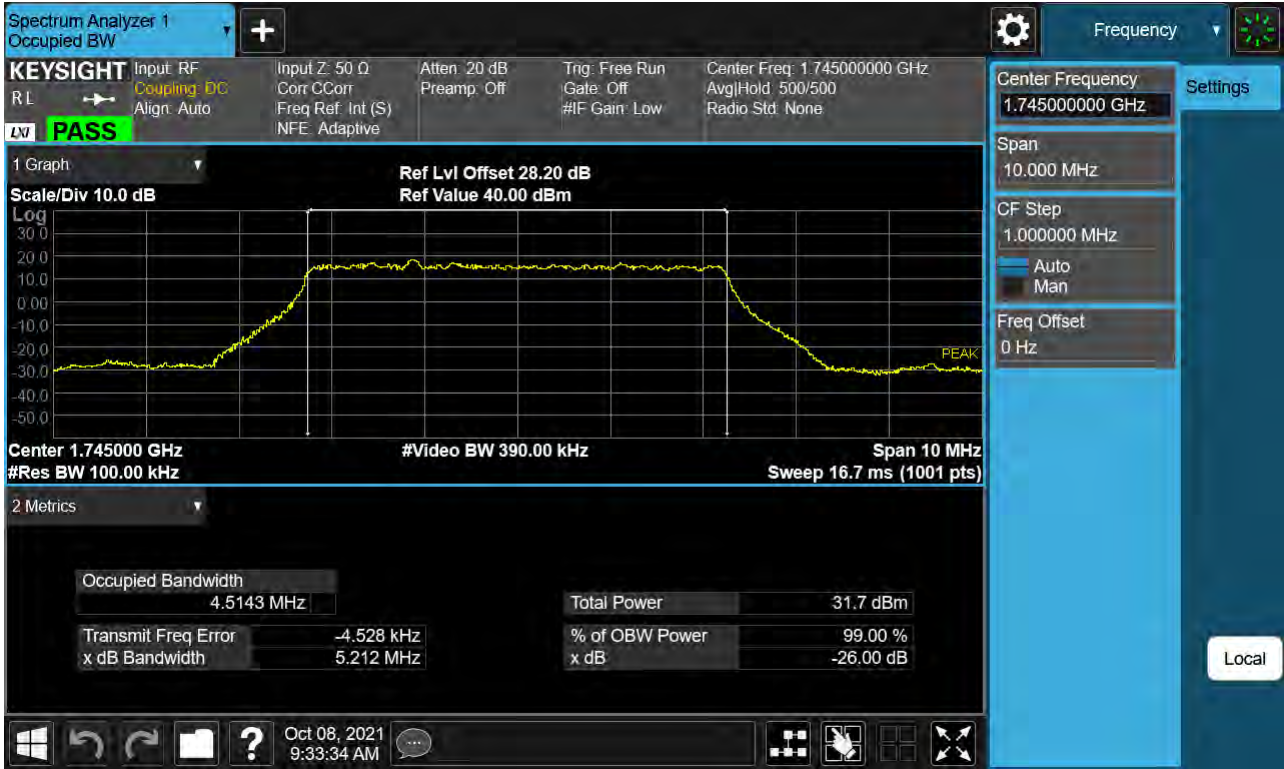 Spectrum Analyzer 1
Occupied BW
Frequency
KEYSIGHT
RL
LXI
PASS
Input: RF
Coupling: DC
Align: Auto
Input Z: 50 Ω
Corr CCorr
Freq Ref: Int (S)
NFE: Adaptive
Atten: 20 dB
Preamp: Off
Trig: Free Run
Gate: Off
#IF Gain: Low
Center Freq: 1.745000000 GHz
Avg|Hold: 500/500
Radio Std: None
Center Frequency
1.745000000 GHz
Settings
Span
10.000 MHz
CF Step
1.000000 MHz
Auto
Man
Freq Offset
0 Hz
Local
1 Graph
Scale/Div 10.0 dB
Ref Lvl Offset 28.20 dB
Ref Value 40.00 dBm
Log
30.0
20.0
10.0
0.00
-10.0
-20.0
-30.0
-40.0
-50.0
PEAK
Center 1.745000 GHz
#Video BW 390.00 kHz
Span 10 MHz
#Res BW 100.00 kHz
Sweep 16.7 ms (1001 pts)
2 Metrics
Occupied Bandwidth
4.5143 MHz
Total Power 31.7 dBm
Transmit Freq Error -4.528 kHz
% of OBW Power 99.00 %
x dB Bandwidth 5.212 MHz
x dB -26.00 dB
?
Oct 08, 2021
9:33:34 AM